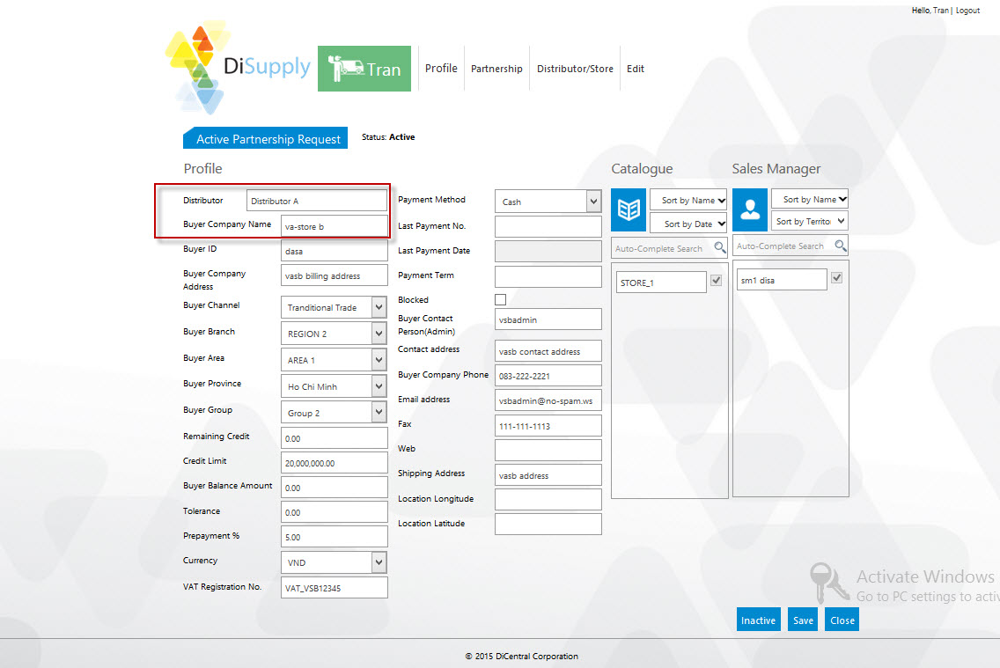 Hello, Tran | Logout
DiSupply
Tran
Profile
Partnership
Distributor/Store
Edit
Active Partnership Request
Status: Active
Profile
Distributor
Distributor A
Buyer Company Name
va-store b
Buyer ID
dasa
Buyer Company
Address
vasb billing address
Buyer Channel
Tranditional Trade
Buyer Branch
REGION 2
Buyer Area
AREA 1
Buyer Province
Ho Chi Minh
Buyer Group
Group 2
Remaining Credit
0.00
Credit Limit
20,000,000.00
Buyer Balance Amount
0.00
Tolerance
0.00
Prepayment %
5.00
Currency
VND
VAT Registration No.
VAT_VSB12345
Payment Method
Cash
Last Payment No.
Last Payment Date
Payment Term
Blocked
Buyer Contact
Person(Admin)
vsbadmin
Contact address
vasb contact address
Buyer Company Phone
083-222-2221
Email address
vsbadmin@no-spam.ws
Fax
111-111-1113
Web
Shipping Address
vasb address
Location Longitude
Location Latitude
Catalogue
Sort by Name
Sort by Date
Auto-Complete Search
STORE_1
Sales Manager
Sort by Name
Sort by Territo
Auto-Complete Search
sm1 disa
Activate Windows
Go to PC settings to activ
Inactive
Save
Close
© 2015 DiCentral Corporation